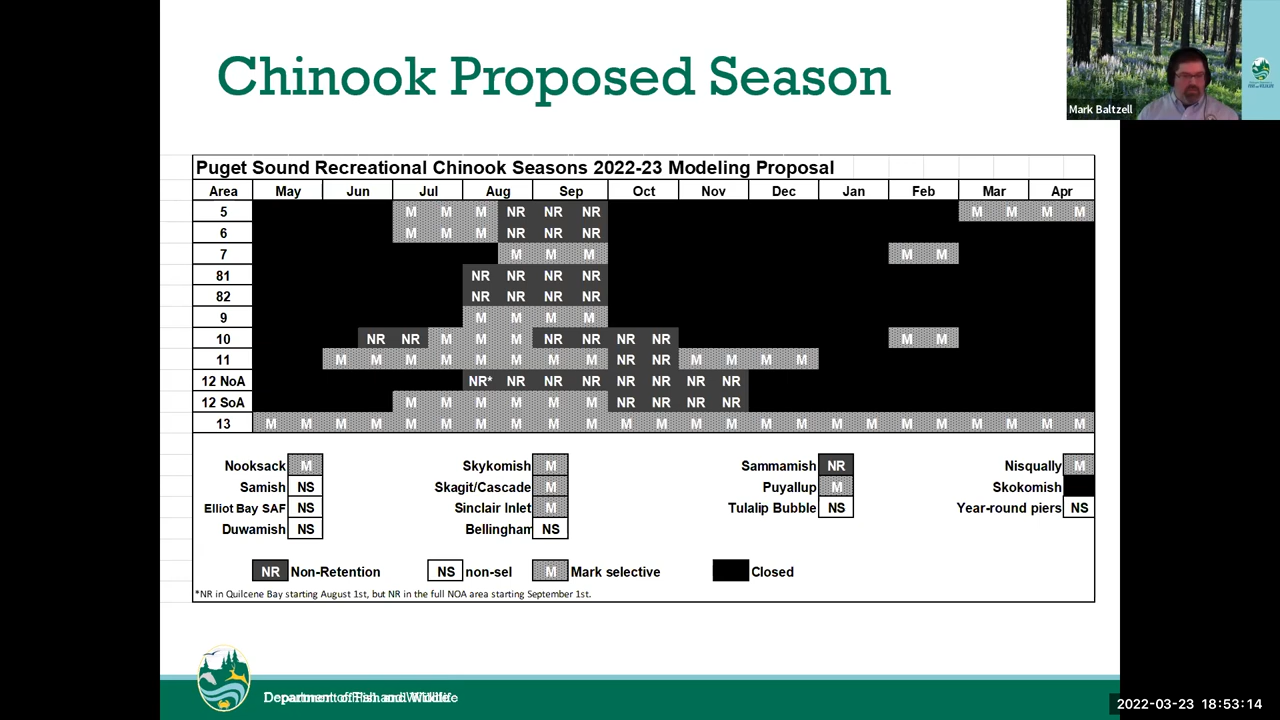 Chinook Proposed Season
Mark Baltzell
Puget Sound Recreational Chinook Seasons 2022-23 Modeling Proposal
Area May Jun Jul Aug Sep Oct Nov Dec Jan Feb Mar Apr
5 M M M NR NR NR M M M M
6 M M M NR NR NR
7 M M M M M
81 NR NR NR NR
82 NR NR NR NR
9 M M M M
10 NR NR M M M NR NR NR NR M M
11 M M M M M M M M NR NR M M M M
12 NoA NR* NR NR NR NR NR NR NR
12 SoA M M M M M M NR NR NR NR
13 M M M M M M M M M M M M M M M M M M M M M M M M
Nooksack M Skykomish M Sammamish NR Nisqually M
Samish NS Skagit/Cascade M Puyallup M Skokomish
Elliot Bay SAF NS Sinclair Inlet M Tulalip Bubble NS Year-round piers NS
Duwamish NS Bellingham NS
NR Non-Retention NS non-sel M Mark selective Closed
*NR in Quilcene Bay starting August 1st, but NR in the full NOA area starting September 1st.
Department of Fish and Wildlife
2022-03-23 18:53:14